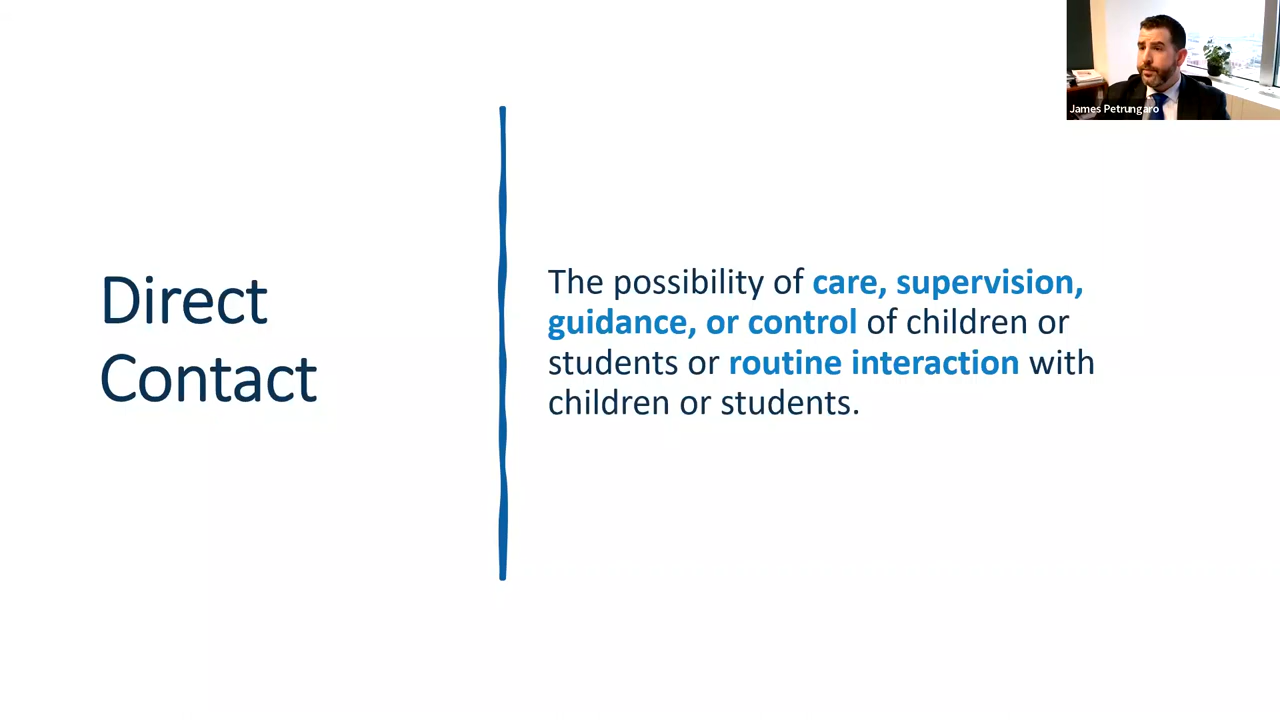 James Petrungaro
Direct
Contact
The possibility of care, supervision,
guidance, or control of children or
students or routine interaction with
children or students.